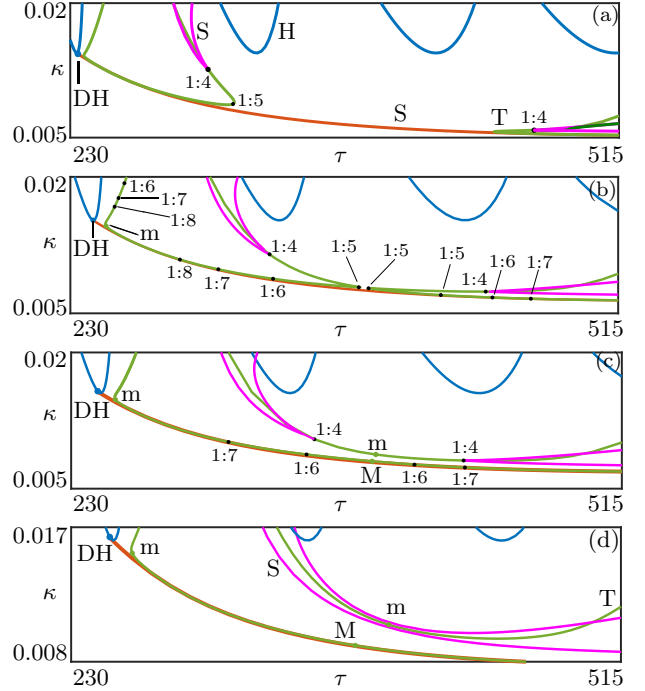 0.02 S H (a)
κ 1:4
DH 1:5 S T 1:4
0.005
230 τ 515
0.02 1:6 (b)
1:7
1:8
κ m 1:4 1:5 1:5 1:5 1:4 1:6 1:7
DH
1:8 1:7 1:6
0.005
230 τ 515
0.02 (c)
κ m
DH 1:4 m 1:4
1:7 1:6 M 1:6 1:7
0.005
230 τ 515
0.017 (d)
DH m S
κ m T
M
0.008
230 τ 515